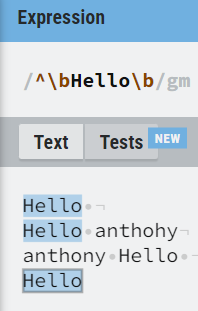 Expression
/^\bHello\b/gm
Text Tests NEW
Hello
Hello anthohy
anthony Hello
Hello